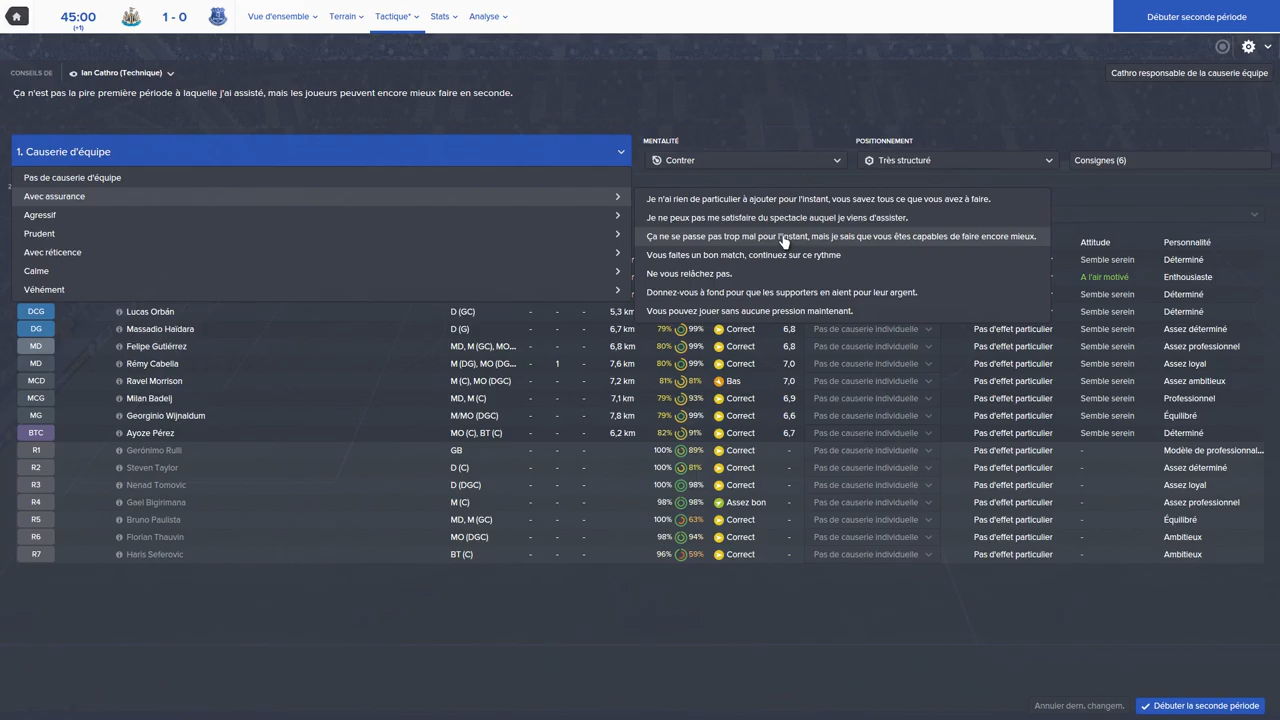 45:00
(+1)
1 - 0
Vue d'ensemble
Terrain
Tactique*
Stats
Analyse
Débuter seconde période
CONSEILS DE
Ian Cathro (Technique)
Cathro responsable de la causerie équipe
Ça n'est pas la pire première période à laquelle j'ai assisté, mais les joueurs peuvent encore mieux faire en seconde.
1. Causerie d'équipe
MENTALITÉ
Contrer
POSITIONNEMENT
Très structuré
Consignes (6)
Pas de causerie d'équipe
Avec assurance
Agressif
Prudent
Avec réticence
Calme
Véhément
Je n'ai rien de particulier à ajouter pour l'instant, vous savez tous ce que vous avez à faire.
Je ne peux pas me satisfaire du spectacle auquel je viens d'assister.
Ça ne se passe pas trop mal pour l'instant, mais je sais que vous êtes capables de faire encore mieux.
Vous faites un bon match, continuez sur ce rythme
Ne vous relâchez pas.
Donnez-vous à fond pour que les supporters en aient pour leur argent.
Vous pouvez jouer sans aucune pression maintenant.
Attitude Personnalité
Semble serein Déterminé
A l'air motivé Enthousiaste
Semble serein Déterminé
DCG Lucas Orbán D (GC) - - - 5,3 km Semble serein Déterminé
DG Massadio Haïdara D (G) - - - 6,7 km 79% 99% Correct 6,8 Pas de causerie individuelle Pas d'effet particulier Semble serein Assez déterminé
MD Felipe Gutiérrez MD, M (GC), MO... - - - 6,8 km 80% 99% Correct 6,8 Pas de causerie individuelle Pas d'effet particulier Semble serein Assez professionnel
MD Rémy Cabella M (DG), MO (DG... - 1 - 7,6 km 80% 99% Correct 7,0 Pas de causerie individuelle Pas d'effet particulier Semble serein Assez loyal
MCD Ravel Morrison M (C), MO (DGC) - - - 7,2 km 81% 81% Bas 7,0 Pas de causerie individuelle Pas d'effet particulier Semble serein Assez ambitieux
MCG Milan Badelj MD, M (C) - - - 7,1 km 79% 93% Correct 6,9 Pas de causerie individuelle Pas d'effet particulier Semble serein Professionnel
MG Georginio Wijnaldum M/MO (DGC) - - - 7,8 km 79% 99% Correct 6,6 Pas de causerie individuelle Pas d'effet particulier Semble serein Équilibré
BTC Ayoze Pérez MO (C), BT (C) - - - 6,2 km 82% 91% Correct 6,7 Pas de causerie individuelle Pas d'effet particulier Semble serein Déterminé
R1 Gerónimo Rulli GB - - - 100% 89% Correct - Pas de causerie individuelle Pas d'effet particulier - Modèle de professionnal...
R2 Steven Taylor D (C) - - - 100% 81% Correct - Pas de causerie individuelle Pas d'effet particulier - Assez déterminé
R3 Nenad Tomovic D (DGC) - - - 100% 98% Correct - Pas de causerie individuelle Pas d'effet particulier - Assez loyal
R4 Gael Bigirimana M (C) - - - 98% 98% Assez bon - Pas de causerie individuelle Pas d'effet particulier - Assez professionnel
R5 Bruno Paulista MD, M (GC) - - - 100% 63% Correct - Pas de causerie individuelle Pas d'effet particulier - Équilibré
R6 Florian Thauvin MO (DGC) - - - 98% 94% Correct - Pas de causerie individuelle Pas d'effet particulier - Ambitieux
R7 Haris Seferovic BT (C) - - - 96% 59% Correct - Pas de causerie individuelle Pas d'effet particulier - Ambitieux
Annuler dern. changem.
Débuter la seconde période